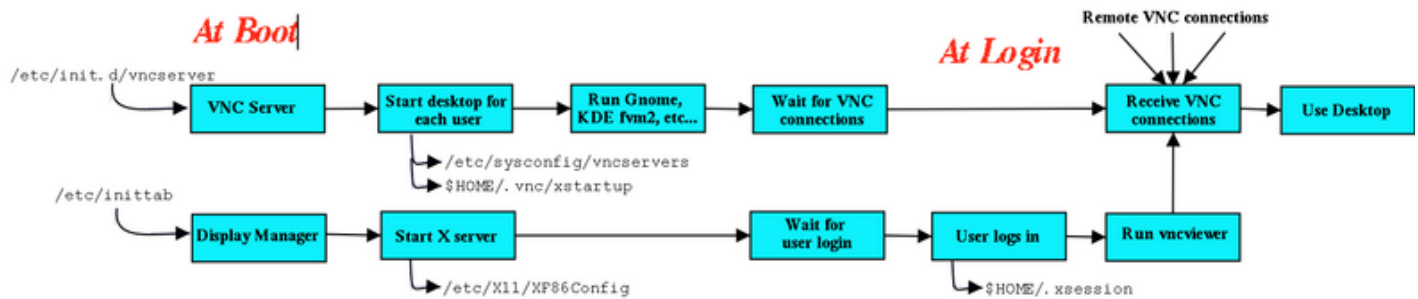 At Boot
At Login
Remote VNC connections
/etc/init.d/vncserver
VNC Server
Start desktop for
each user
Run Gnome,
KDE fvm2, etc...
Wait for VNC
connections
Receive VNC
connections
Use Desktop
/etc/sysconfig/vncservers
$HOME/.vnc/xstartup
/etc/inittab
Display Manager
Start X server
Wait for
user login
User logs in
Run vncviewer
/etc/X11/XF86Config
$HOME/.xsession